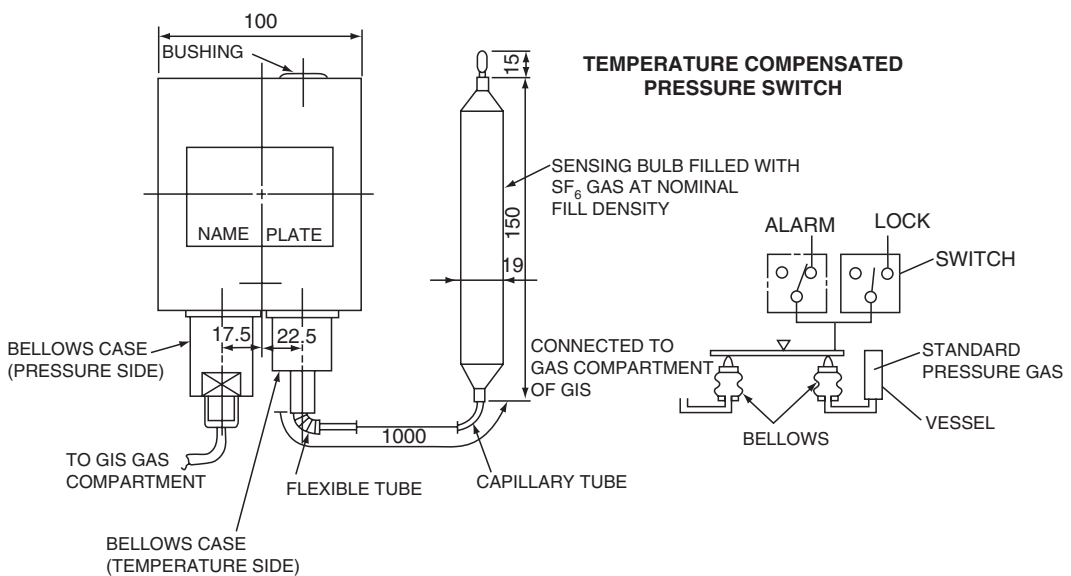 100
BUSHING
15
TEMPERATURE COMPENSATED
PRESSURE SWITCH
SENSING BULB FILLED WITH
SF₆ GAS AT NOMINAL
FILL DENSITY
150
NAME PLATE
ALARM
LOCK
SWITCH
19
17.5
22.5
BELLOWS CASE
(PRESSURE SIDE)
CONNECTED TO
GAS COMPARTMENT
OF GIS
STANDARD
PRESSURE GAS
VESSEL
BELLOWS
1000
TO GIS GAS
COMPARTMENT
FLEXIBLE TUBE
CAPILLARY TUBE
BELLOWS CASE
(TEMPERATURE SIDE)